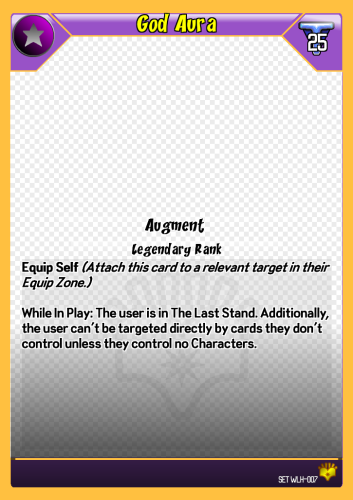 God Aura
25
Augment
Legendary Rank
Equip Self (Attach this card to a relevant target in their
Equip Zone.)
While In Play: The user is in The Last Stand. Additionally,
the user can't be targeted directly by cards they don't
control unless they control no Characters.
SET WLH-007